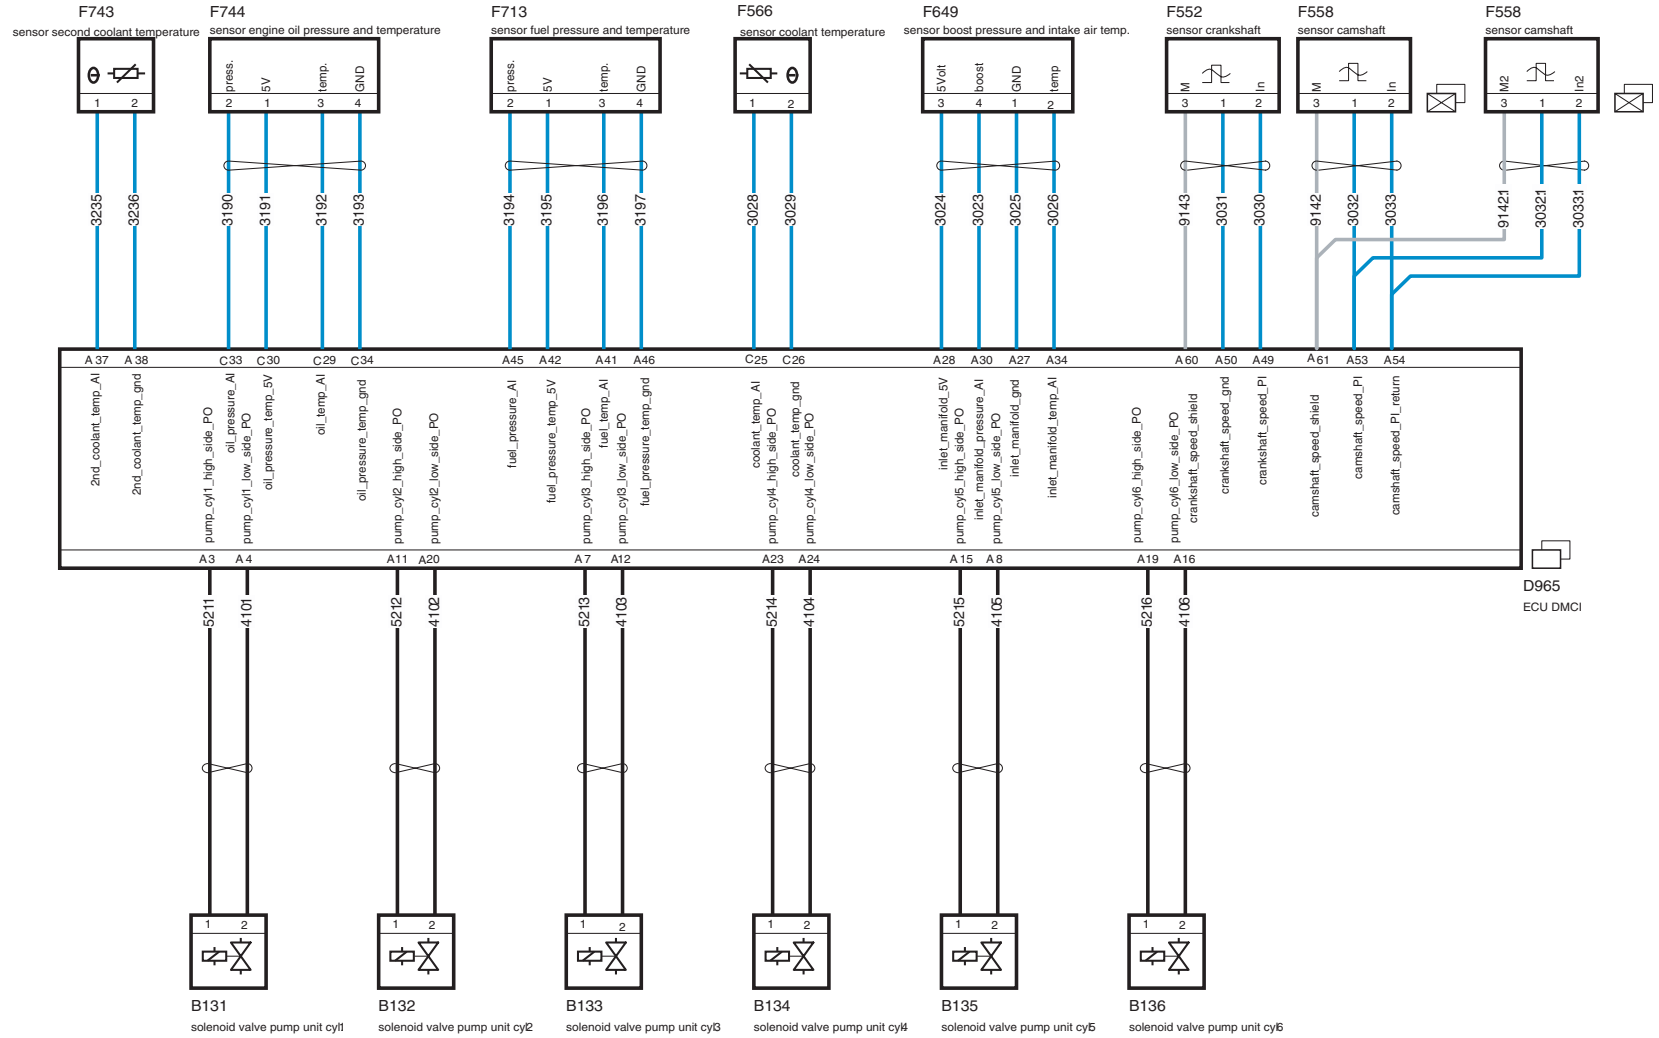 F743
F744
F713
F566
F649
F552
F558
F558
sensor second coolant temperature
sensor engine oil pressure and temperature
sensor fuel pressure and temperature
sensor coolant temperature
sensor boost pressure and intake air temp.
sensor crankshaft
sensor camshaft
sensor camshaft
θ
press.
5V
temp.
GND
press.
5V
temp.
GND
θ
5Volt
boost
GND
temp
M
In
M
In
M2
In2
1 2
2 1 3 4
2 1 3 4
1 2
3 4 1 2
3 1 2
3 1 2
3 1 2
3235
3236
3190
3191
3192
3193
3194
3195
3196
3197
3028
3029
3024
3023
3025
3026
9143
3031
3030
9142
3032
3033
91421
30321
30331
A37 A38 C33 C30 C29 C34 A45 A42 A41 A46 C25 C26 A28 A30 A27 A34 A60 A50 A49 A61 A53 A54
2nd_coolant_temp_AI
2nd_coolant_temp_gnd
pump_cyl1_high_side_PO
oil_pressure_AI
pump_cyl1_low_side_PO
oil_pressure_temp_5V
oil_temp_AI
oil_pressure_temp_gnd
pump_cyl2_high_side_PO
pump_cyl2_low_side_PO
fuel_pressure_AI
fuel_pressure_temp_5V
pump_cyl3_high_side_PO
fuel_temp_AI
pump_cyl3_low_side_PO
fuel_pressure_temp_gnd
coolant_temp_AI
pump_cyl4_high_side_PO
coolant_temp_gnd
pump_cyl4_low_side_PO
inlet_manifold_5V
pump_cyl5_high_side_PO
inlet_manifold_pressure_AI
pump_cyl5_low_side_PO
inlet_manifold_gnd
inlet_manifold_temp_AI
pump_cyl6_high_side_PO
pump_cyl6_low_side_PO
crankshaft_speed_shield
crankshaft_speed_gnd
crankshaft_speed_PI
camshaft_speed_shield
camshaft_speed_PI
camshaft_speed_PI_return
A3 A4 A11 A20 A7 A12 A23 A24 A15 A8 A19 A16
D965
ECU DMCI
5211
4101
5212
4102
5213
4103
5214
4104
5215
4105
5216
4106
1 2
1 2
1 2
1 2
1 2
1 2
B131
B132
B133
B134
B135
B136
solenoid valve pump unit cyl1
solenoid valve pump unit cyl2
solenoid valve pump unit cyl3
solenoid valve pump unit cyl4
solenoid valve pump unit cyl5
solenoid valve pump unit cyl6